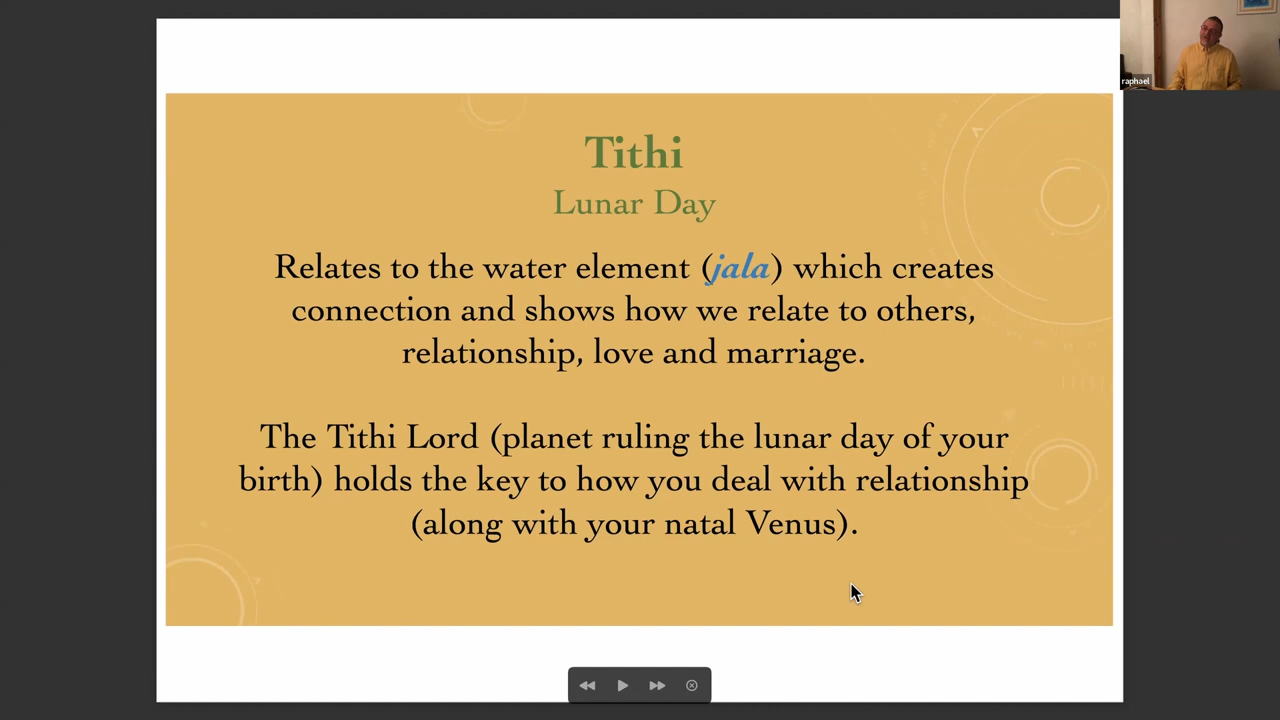 raphael
Tithi
Lunar Day
Relates to the water element (jala) which creates
connection and shows how we relate to others,
relationship, love and marriage.
The Tithi Lord (planet ruling the lunar day of your
birth) holds the key to how you deal with relationship
(along with your natal Venus).